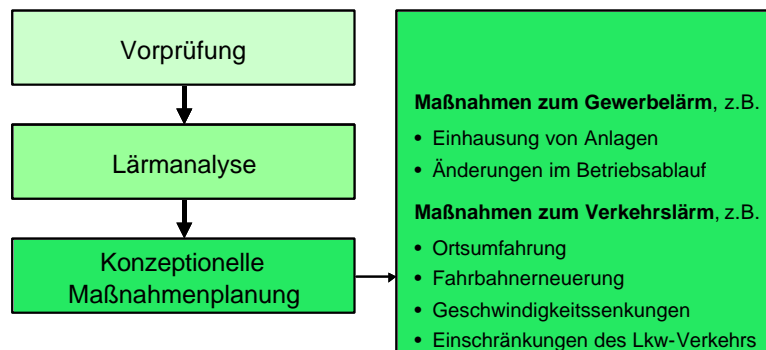 Vorprüfung
Lärmanalyse
Konzeptionelle
Maßnahmenplanung
Maßnahmen zum Gewerbelärm, z.B.
• Einhausung von Anlagen
• Änderungen im Betriebsablauf
Maßnahmen zum Verkehrslärm, z.B.
• Ortsumfahrung
• Fahrbahnerneuerung
• Geschwindigkeitssenkungen
• Einschränkungen des Lkw-Verkehrs